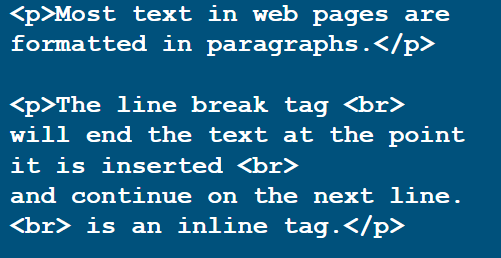 <p>Most text in web pages are
formatted in paragraphs.</p>
<p>The line break tag <br>
will end the text at the point
it is inserted <br>
and continue on the next line.
<br> is an inline tag.</p>